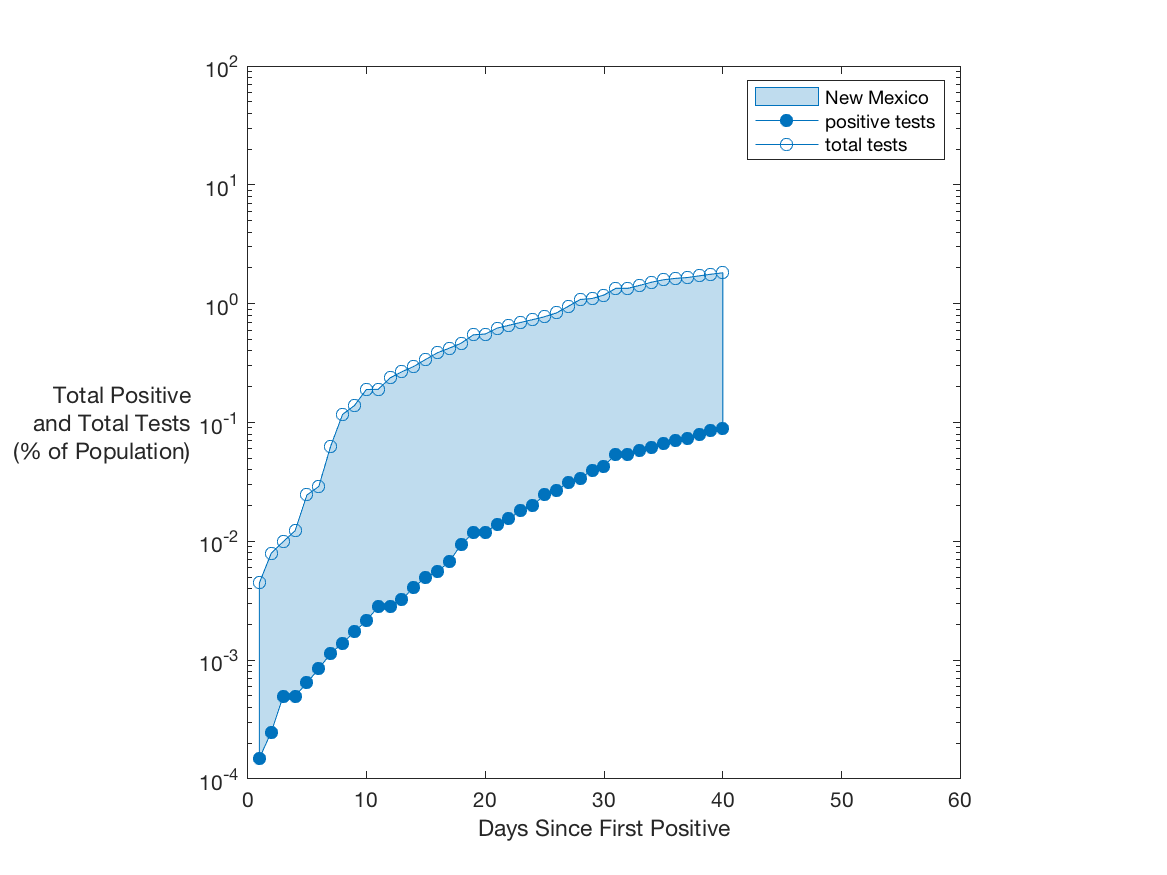 10^2
New Mexico
positive tests
total tests
10^1
10^0
Total Positive
and Total Tests
(% of Population)
10^-1
10^-2
10^-3
10^-4
0 10 20 30 40 50 60
Days Since First Positive